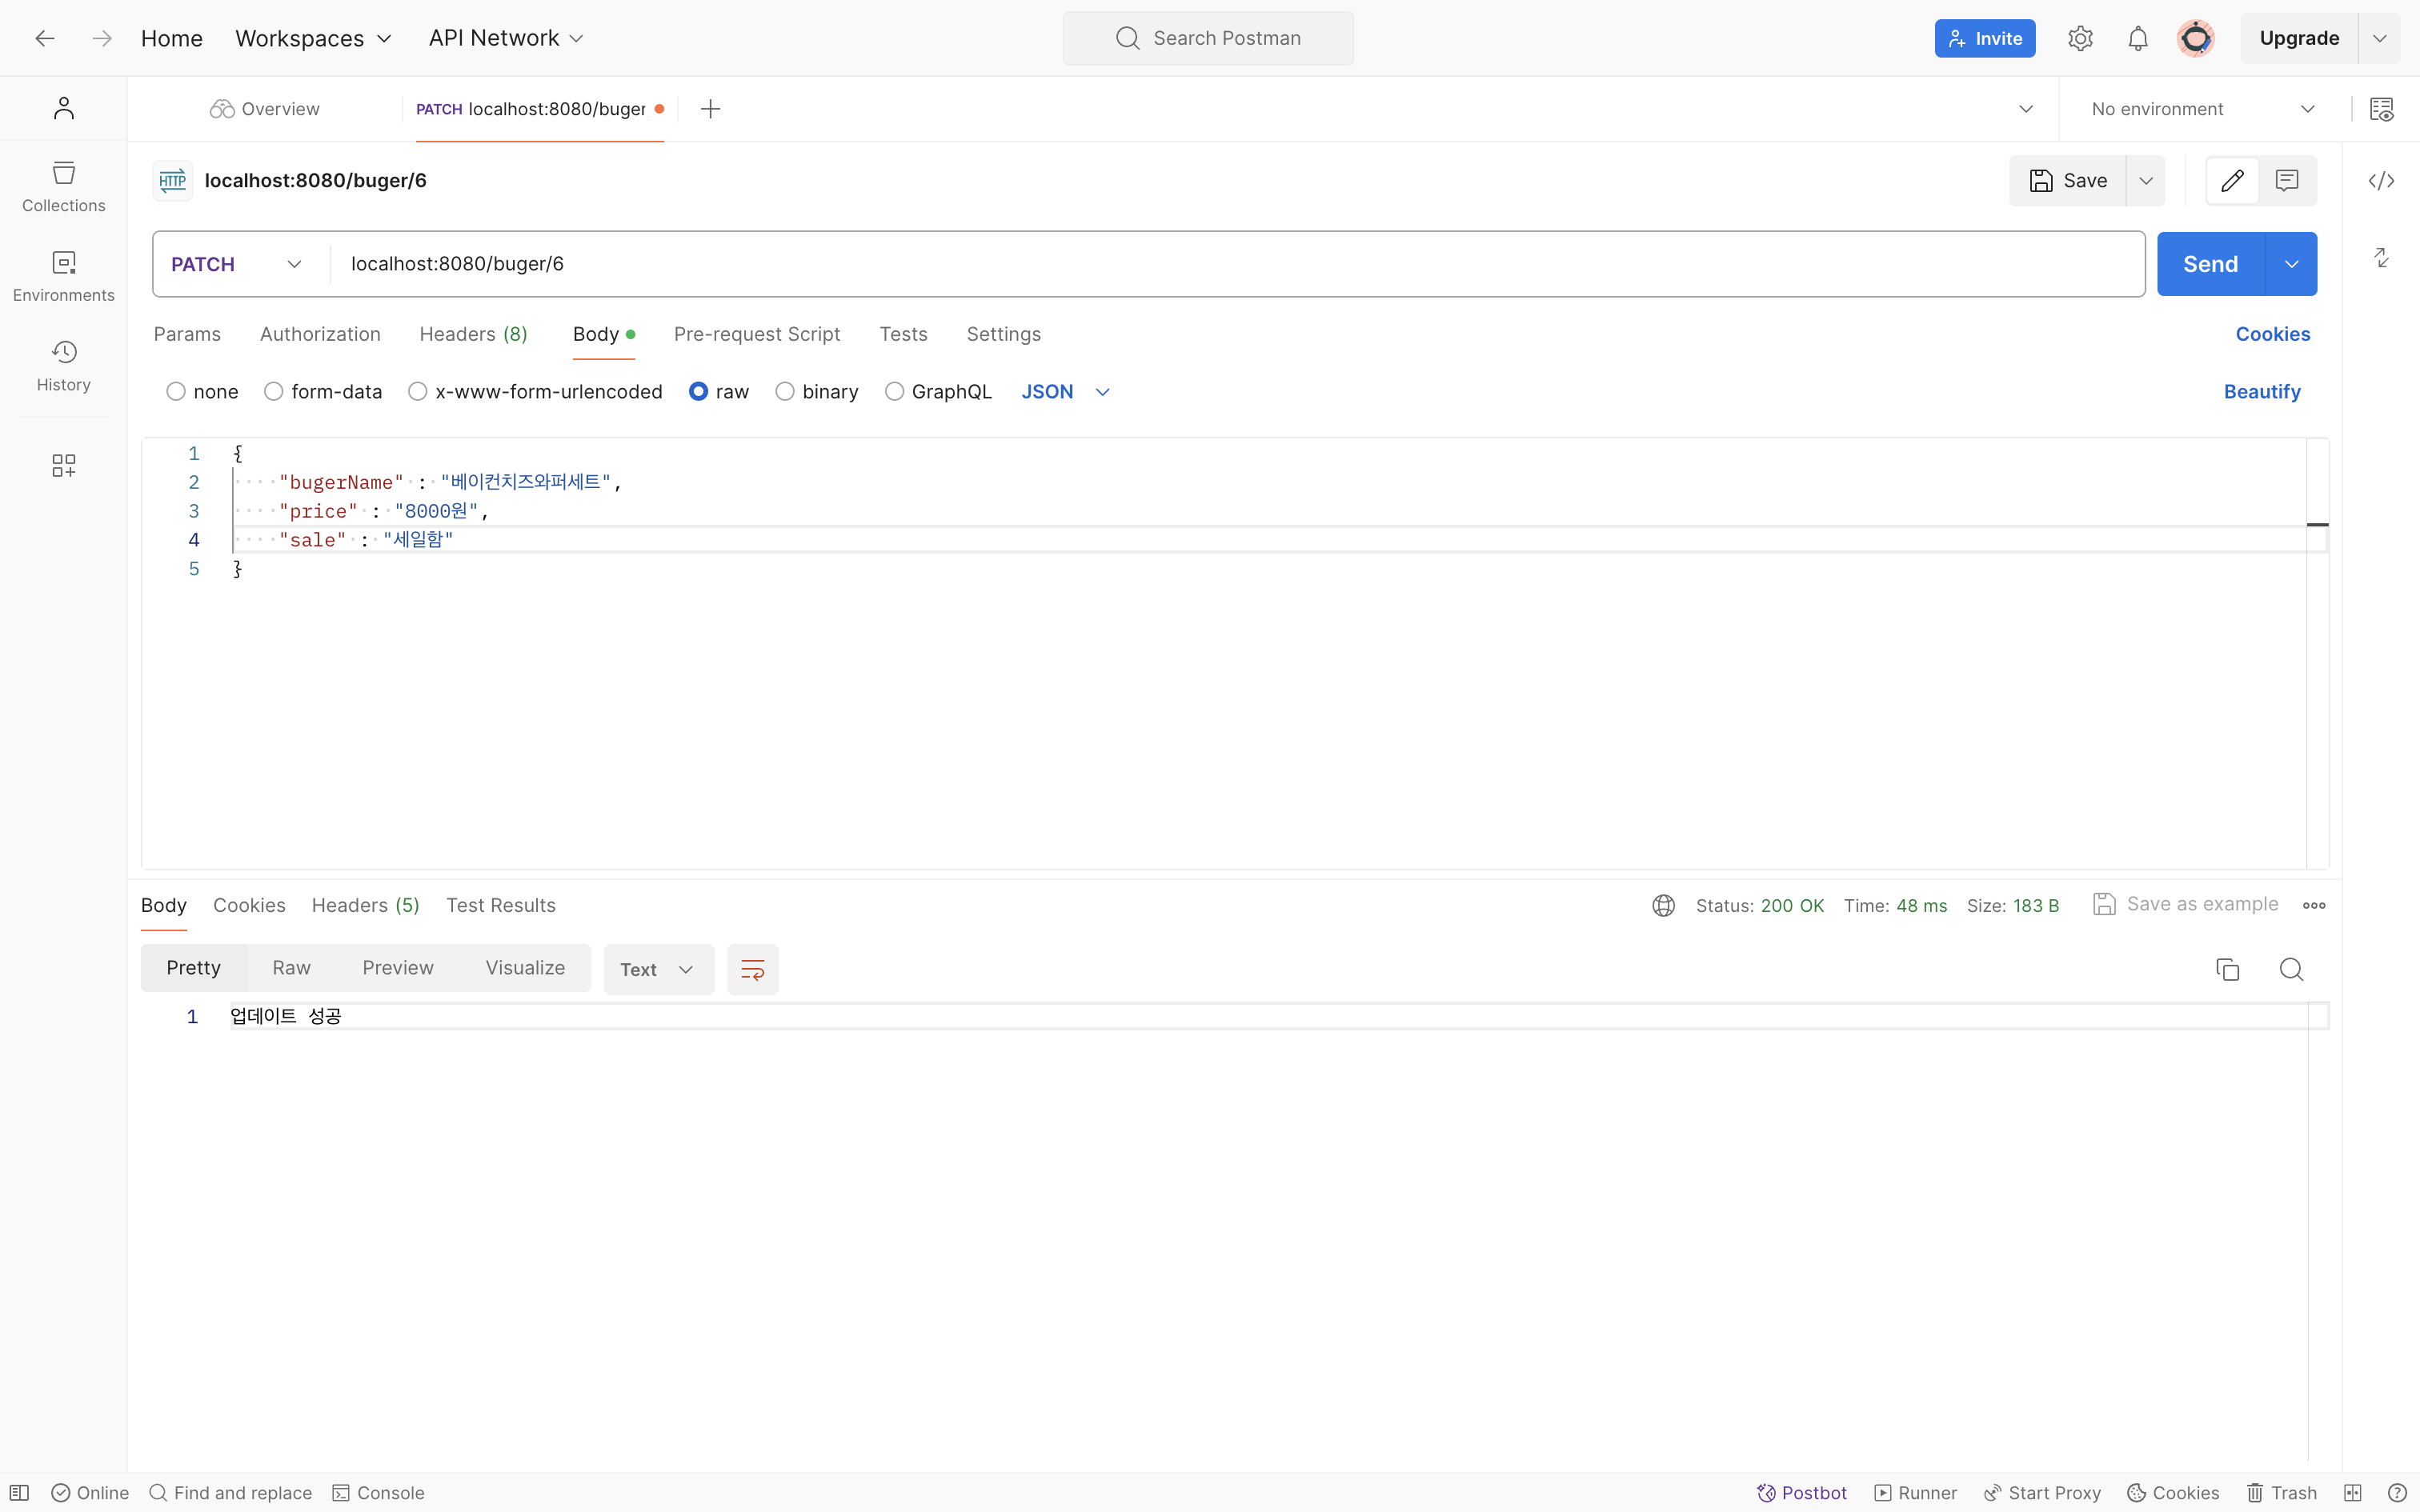 Home Workspaces API Network Search Postman Invite Upgrade
Overview PATCH localhost:8080/buger No environment
HTTP localhost:8080/buger/6 Save
Collections
PATCH localhost:8080/buger/6 Send
Environments
Params Authorization Headers (8) Body Pre-request Script Tests Settings Cookies
History
none form-data x-www-form-urlencoded raw binary GraphQL JSON Beautify
1 {
2 "bugerName" : "베이컨치즈와퍼세트",
3 "price" : "8000원",
4 "sale" : "세일함"
5 }
Body Cookies Headers (5) Test Results Status: 200 OK Time: 48 ms Size: 183 B Save as example
Pretty Raw Preview Visualize Text
1 업데이트 성공
Online Find and replace Console Postbot Runner Start Proxy Cookies Trash